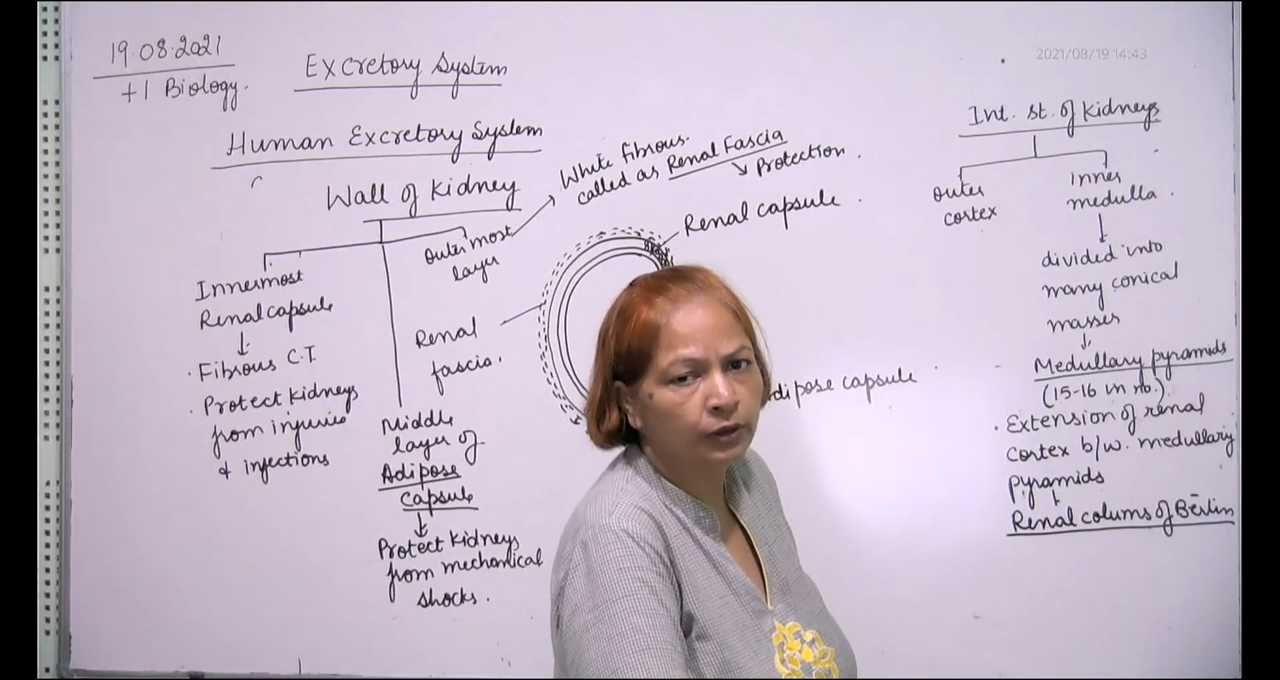 19.08.2021
+1 Biology.
Excretory System
2021/08/19 14:43
Human Excretory System
Wall of Kidney
Innermost
Renal capsule
Fibrous C.T
. Protect kidneys
from injuries
& injections
Middle
layer of
Adipose
capsule
Protect kidneys
from mechanical
shocks.
Outermost
layer
White fibrous.
called as Renal Fascia
Protection.
Renal capsule.
Renal
fascia.
dipose capsule
Int. st. of kidneys
outer
cortex
inner
medulla.
divided into
many conical
masses
Medullary pyramids
(15-16 in no.)
. Extension of renal
cortex b/w. medullary
pyramids
Renal colums of Bertin